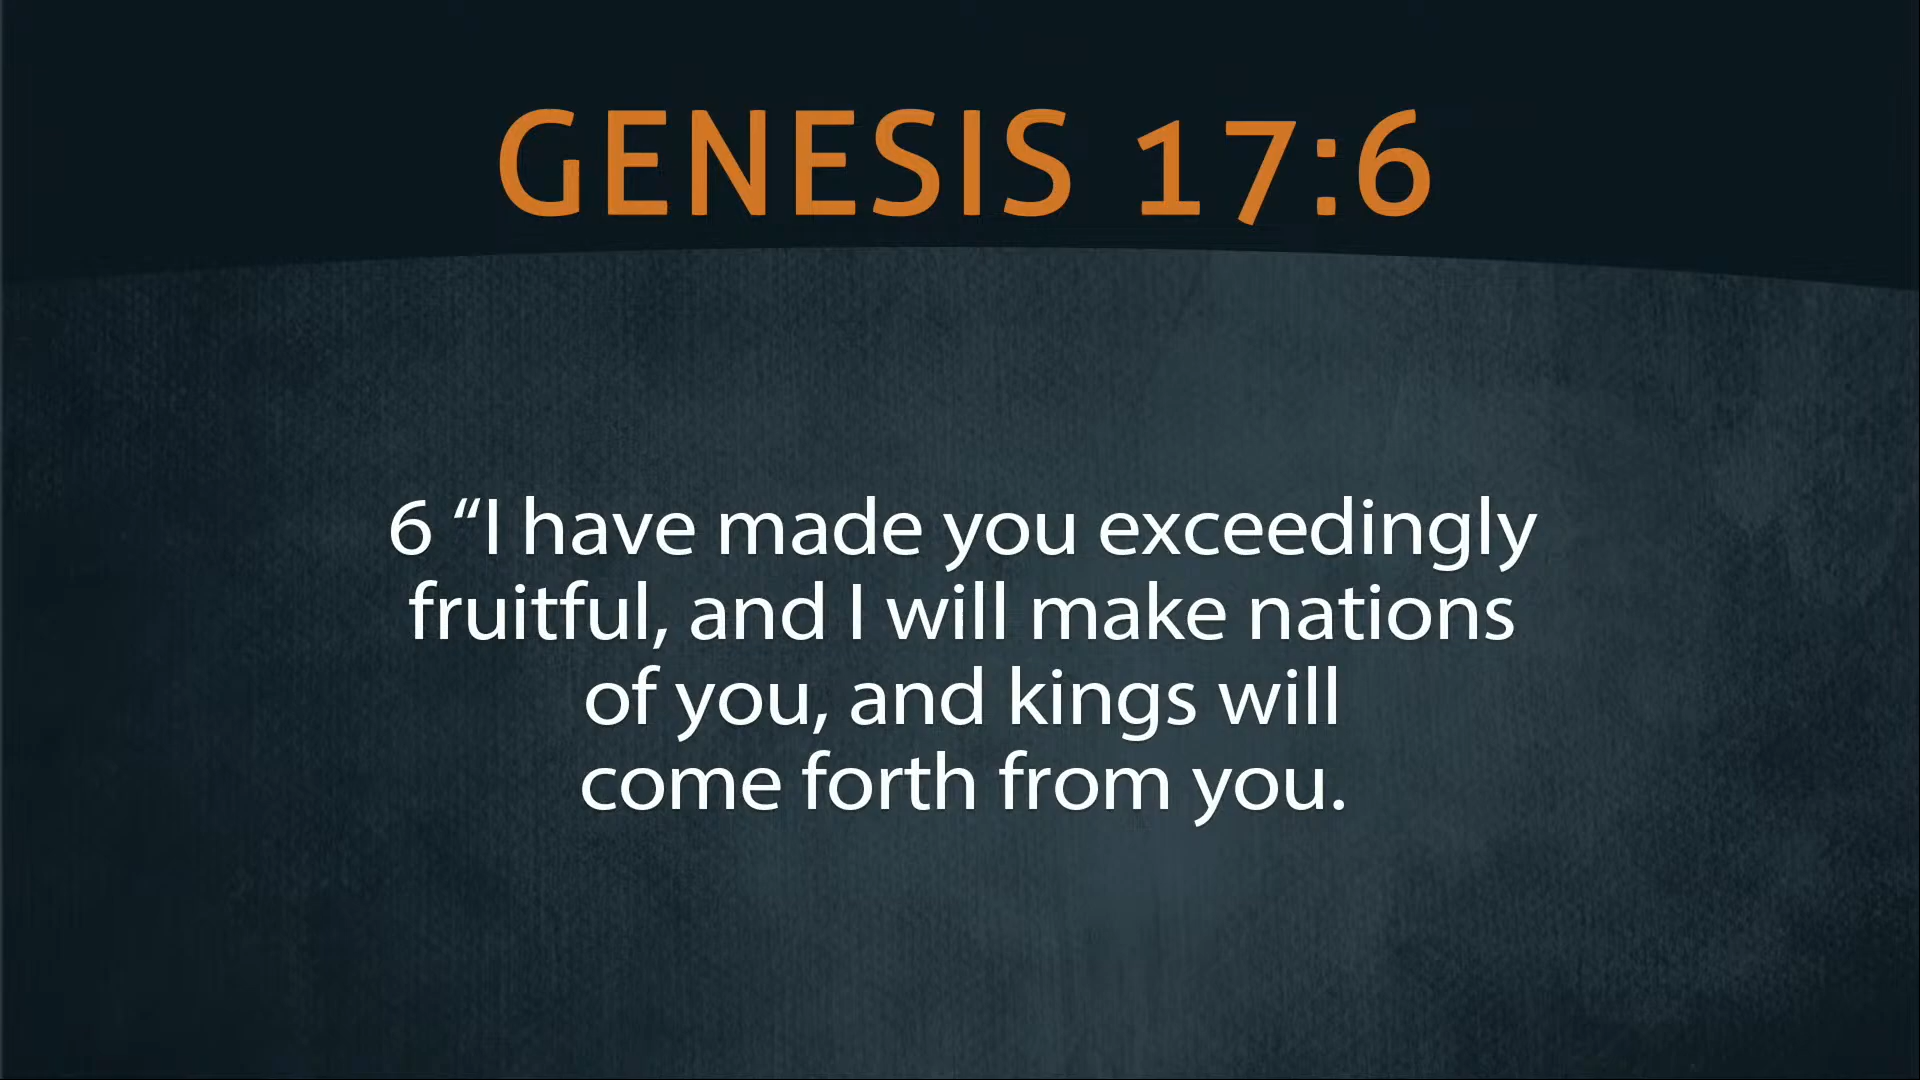 GENESIS 17:6
6 “I have made you exceedingly
fruitful, and I will make nations
of you, and kings will
come forth from you.